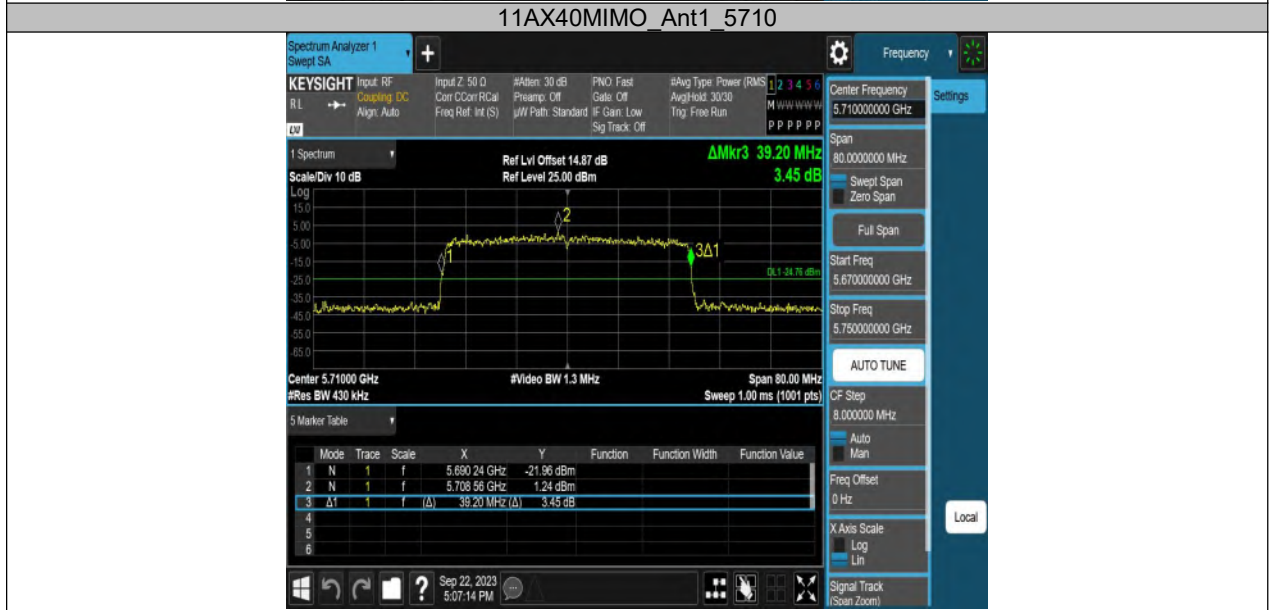 11AX40MIMO_Ant1_5710
Spectrum Analyzer 1
Swept SA
+
Frequency
KEYSIGHT
RL
LXI
Input: RF
Coupling: DC
Align: Auto
Input Z: 50 Ω
Corr CCorr RCal
Freq Ref: Int (S)
#Atten: 30 dB
Preamp: Off
µW Path: Standard
PNO: Fast
Gate: Off
IF Gain: Low
Sig Track: Off
#Avg Type: Power (RMS
Avg|Hold: 30/30
Trig: Free Run
1 2 3 4 5 6
M W W W W W
P P P P P P
1 Spectrum
Scale/Div 10 dB
Ref Lvl Offset 14.87 dB
Ref Level 25.00 dBm
ΔMkr3 39.20 MHz
3.45 dB
Log
15.0
5.00
-5.00
-15.0
-25.0
-35.0
-45.0
-55.0
-65.0
2
1
3Δ1
DL1 -24.76 dBm
Center 5.71000 GHz
#Res BW 430 kHz
#Video BW 1.3 MHz
Span 80.00 MHz
Sweep 1.00 ms (1001 pts)
5 Marker Table
Mode Trace Scale X Y Function Function Width Function Value
1 N 1 f 5.690 24 GHz -21.96 dBm
2 N 1 f 5.708 56 GHz 1.24 dBm
3 Δ1 1 f (Δ) 39.20 MHz (Δ) 3.45 dB
4
5
6
?
Sep 22, 2023
5:07:14 PM
Center Frequency
5.710000000 GHz
Settings
Span
80.0000000 MHz
Swept Span
Zero Span
Full Span
Start Freq
5.670000000 GHz
Stop Freq
5.750000000 GHz
AUTO TUNE
CF Step
8.000000 MHz
Auto
Man
Freq Offset
0 Hz
X Axis Scale
Log
Lin
Local
Signal Track
(Span Zoom)